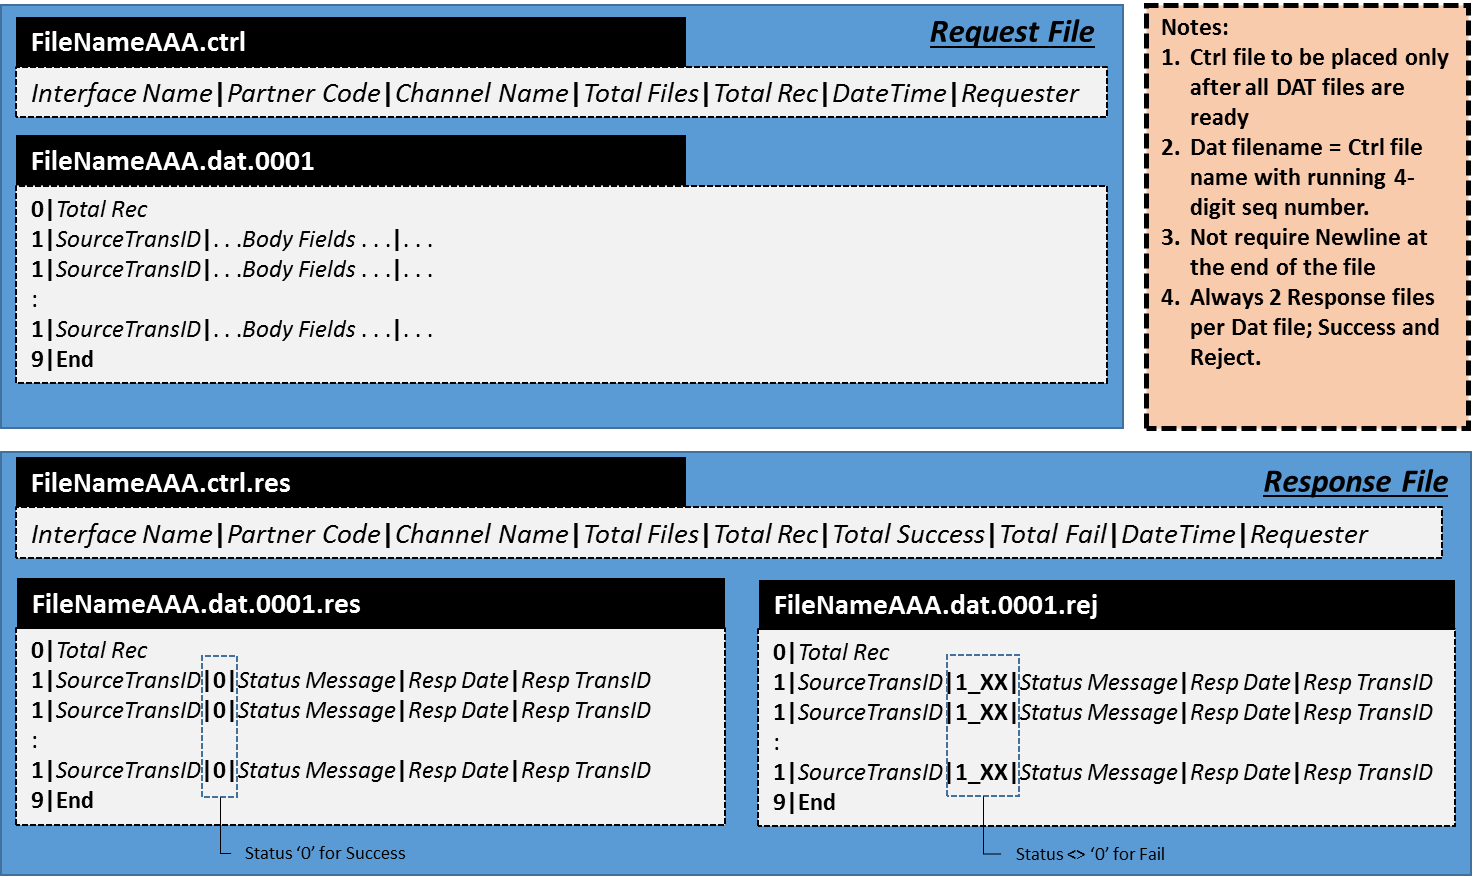 FileNameAAA.ctrl
Request File
Interface Name|Partner Code|Channel Name|Total Files|Total Rec|DateTime|Requester
FileNameAAA.dat.0001
0|Total Rec
1|SourceTransID|. . .Body Fields . . .|. . .
1|SourceTransID|. . .Body Fields . . .|. . .
:
1|SourceTransID|. . .Body Fields . . .|. . .
9|End
Notes:
1. Ctrl file to be placed only
after all DAT files are
ready
2. Dat filename = Ctrl file
name with running 4-
digit seq number.
3. Not require Newline at
the end of the file
4. Always 2 Response files
per Dat file; Success and
Reject.
FileNameAAA.ctrl.res
Response File
Interface Name|Partner Code|Channel Name|Total Files|Total Rec|Total Success|Total Fail|DateTime|Requester
FileNameAAA.dat.0001.res
0|Total Rec
1|SourceTransID|0|Status Message|Resp Date|Resp TransID
1|SourceTransID|0|Status Message|Resp Date|Resp TransID
:
1|SourceTransID|0|Status Message|Resp Date|Resp TransID
9|End
Status ‘0’ for Success
FileNameAAA.dat.0001.rej
0|Total Rec
1|SourceTransID|1_XX|Status Message|Resp Date|Resp TransID
1|SourceTransID|1_XX|Status Message|Resp Date|Resp TransID
:
1|SourceTransID|1_XX|Status Message|Resp Date|Resp TransID
9|End
Status <> ‘0’ for Fail